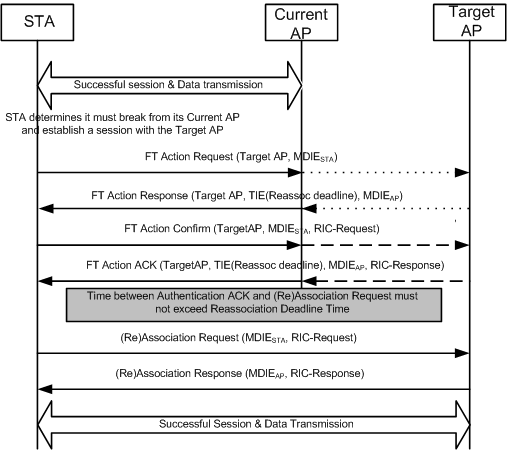 STA
Current
AP
Target
AP
Successful session & Data transmission
STA determines it must break from its Current AP
and establish a session with the Target AP
FT Action Request (Target AP, MDIESTA)
FT Action Response (Target AP, TIE(Reassoc deadline), MDIEAP)
FT Action Confirm (TargetAP, MDIESTA, RIC-Request)
FT Action ACK (TargetAP, TIE(Reassoc deadline), MDIEAP, RIC-Response)
Time between Authentication ACK and (Re)Association Request must
not exceed Reassociation Deadline Time
(Re)Association Request (MDIESTA, RIC-Request)
(Re)Association Response (MDIEAP, RIC-Response)
Successful Session & Data Transmission